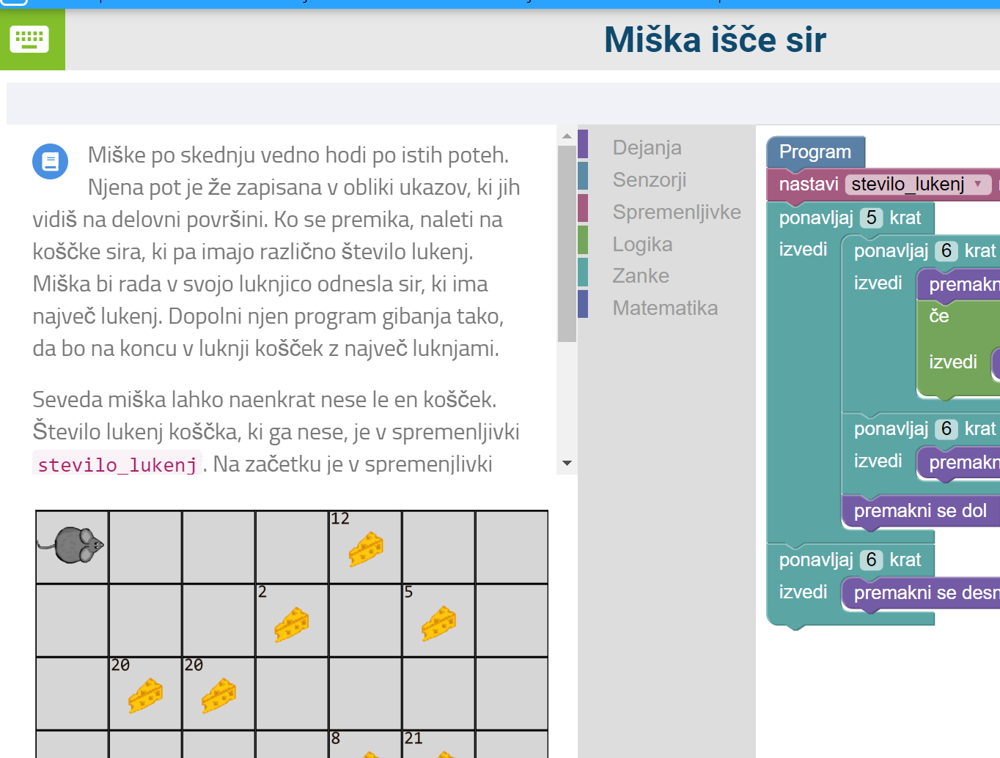 Miška išče sir
Miške po skednju vedno hodi po istih poteh.
Njena pot je že zapisana v obliki ukazov, ki jih
vidiš na delovni površini. Ko se premika, naleti na
koščke sira, ki pa imajo različno število lukenj.
Miška bi rada v svojo luknjico odnesla sir, ki ima
največ lukenj. Dopolni njen program gibanja tako,
da bo na koncu v luknji košček z največ luknjami.
Seveda miška lahko naenkrat nese le en košček.
Število lukenj koščka, ki ga nese, je v spremenljivki
stevilo_lukenj. Na začetku je v spremenjlivki
12
2 5
20 20
8 21
Dejanja
Senzorji
Spremenljivke
Logika
Zanke
Matematika
Program
nastavi stevilo_lukenj
ponavljaj 5 krat
izvedi
ponavljaj 6 krat
izvedi
premakn
če
izvedi
ponavljaj 6 krat
izvedi
premakn
premakni se dol
ponavljaj 6 krat
izvedi
premakni se desn